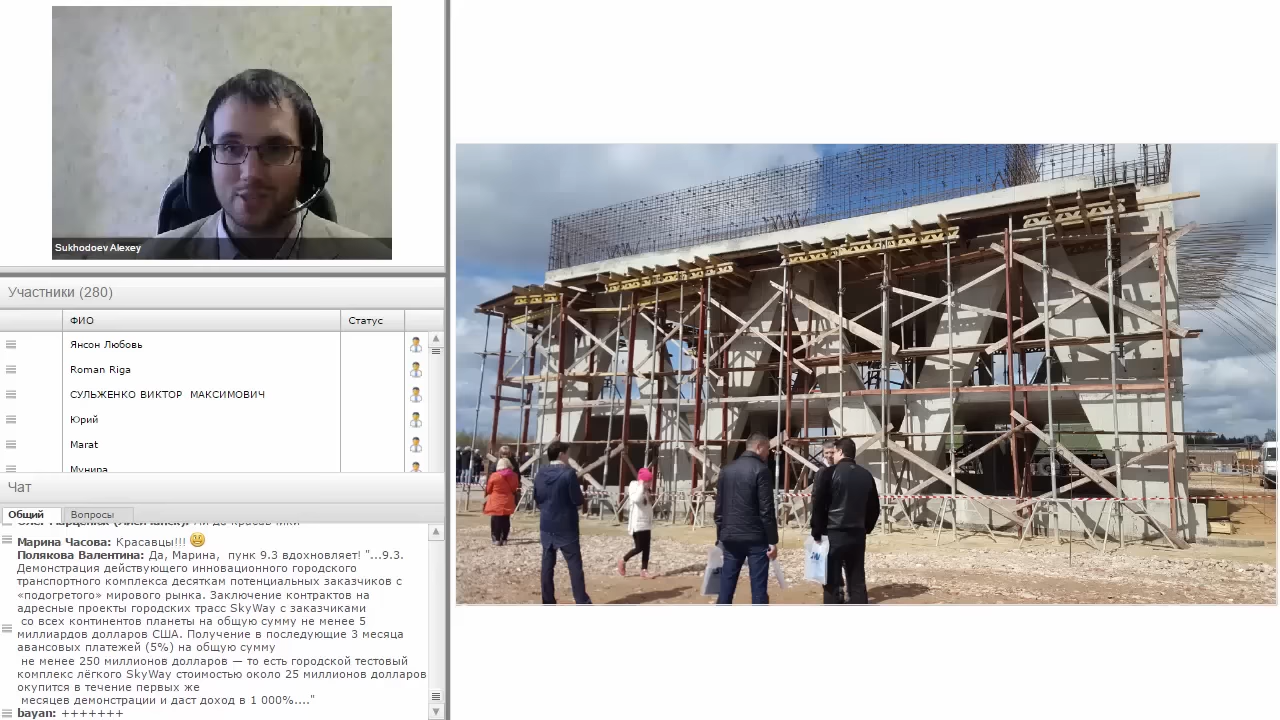 Sukhodoev Alexey
Участники (280)
ФИО
Статус
Янсон Любовь
Roman Riga
СУЛЬЖЕНКО ВИКТОР МАКСИМОВИЧ
Юрий
Marat
Мунира
Чат
Общий
Вопросы
Марина Часова: Красавцы!!!
Полякова Валентина: Да, Марина, пунк 9.3 вдохновляет! "...9.3.
Демонстрация действующего инновационного городского
транспортного комплекса десяткам потенциальных заказчиков с
«подогретого» мирового рынка. Заключение контрактов на
адресные проекты городских трасс SkyWay с заказчиками
со всех континентов планеты на общую сумму не менее 5
миллиардов долларов США. Получение в последующие 3 месяца
авансовых платежей (5%) на общую сумму
не менее 250 миллионов долларов — то есть городской тестовый
комплекс лёгкого SkyWay стоимостью около 25 миллионов долларов
окупится в течение первых же
месяцев демонстрации и даст доход в 1 000%...."
bayan: +++++++